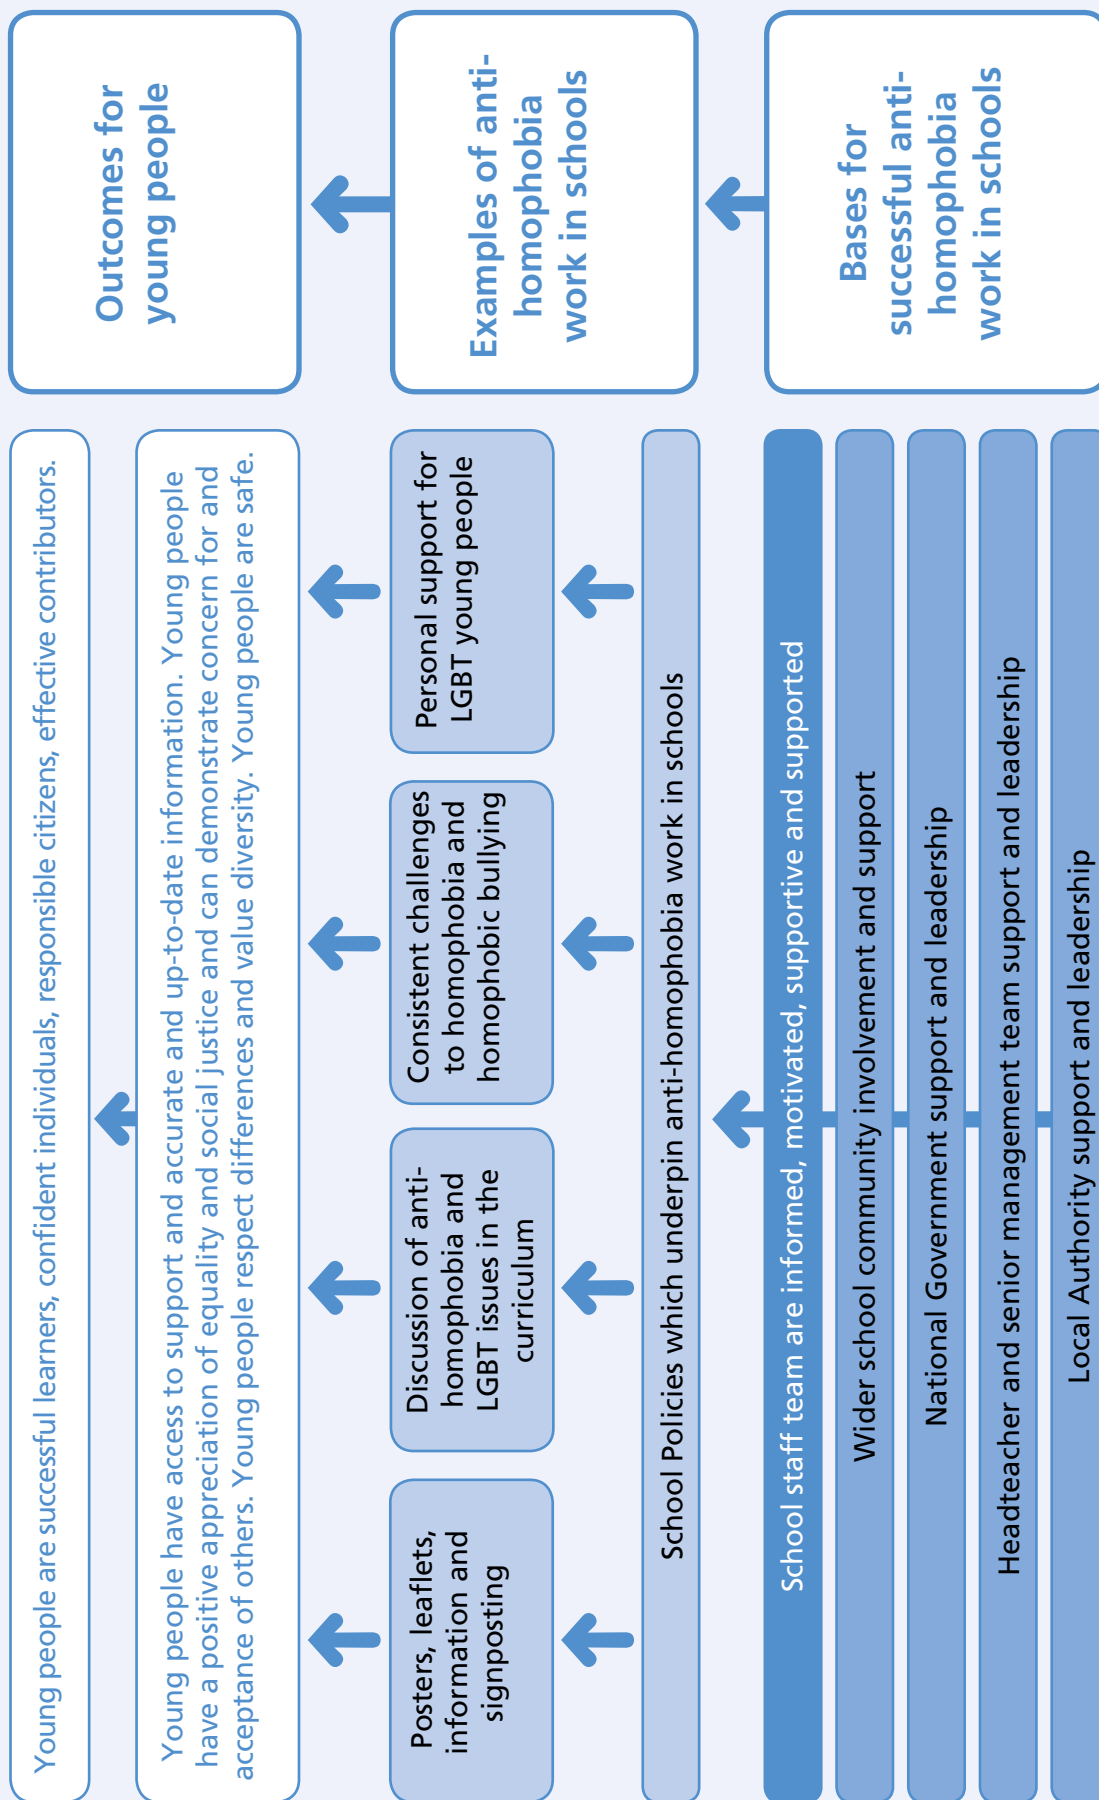 Young people are successful learners, confident individuals, responsible citizens, effective contributors.
Outcomes for
young people
Young people have access to support and accurate and up-to-date information. Young people
have a positive appreciation of equality and social justice and can demonstrate concern for and
acceptance of others. Young people respect differences and value diversity. Young people are safe.
Posters, leaflets,
information and
signposting
Discussion of anti-
homophobia and
LGBT issues in the
curriculum
Consistent challenges
to homophobia and
homophobic bullying
Personal support for
LGBT young people
Examples of anti-
homophobia
work in schools
School Policies which underpin anti-homophobia work in schools
School staff team are informed, motivated, supportive and supported
Wider school community involvement and support
National Government support and leadership
Headteacher and senior management team support and leadership
Local Authority support and leadership
Bases for
successful anti-
homophobia
work in schools